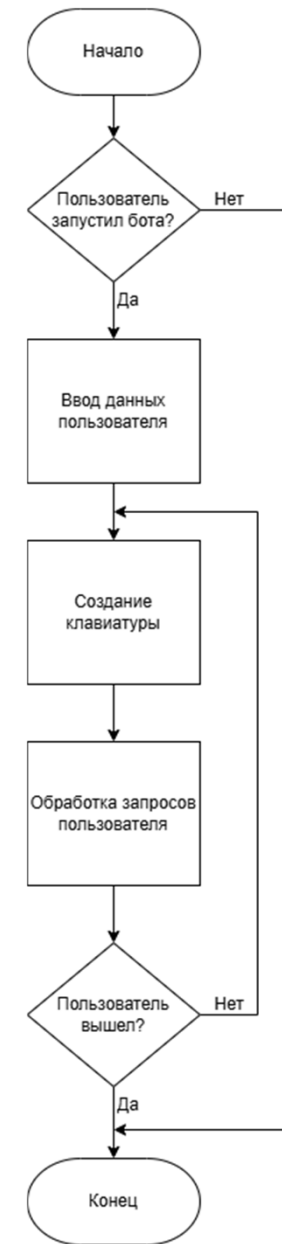 Начало
Пользователь
запустил бота?
Нет
Да
Ввод данных
пользователя
Создание
клавиатуры
Обработка запросов
пользователя
Пользователь
вышел?
Нет
Да
Конец